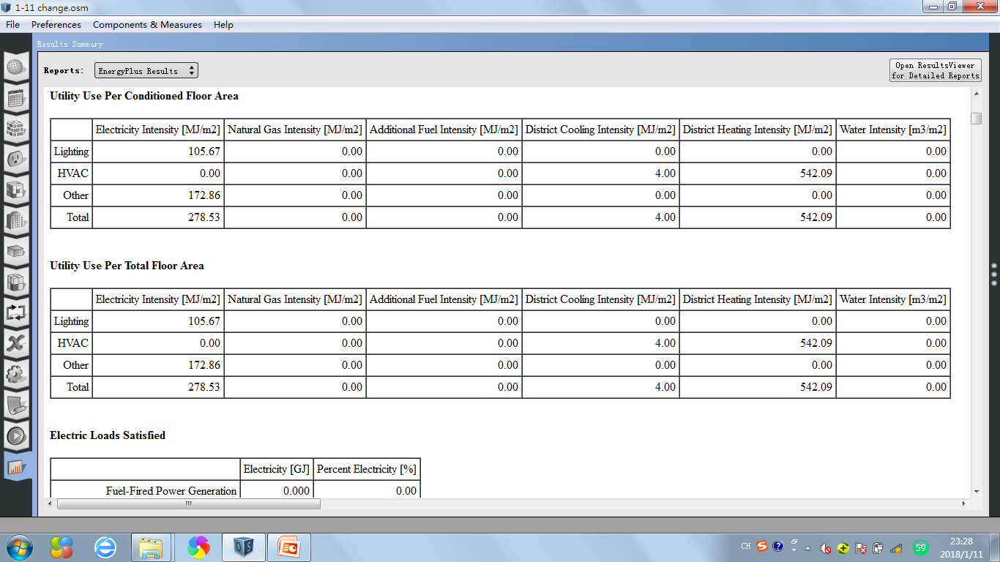 1-11 change.osm
File Preferences Components & Measures Help
Results Summary
Reports: EnergyPlus Results Open ResultsViewer
for Detailed Reports
Utility Use Per Conditioned Floor Area
Electricity Intensity [MJ/m2] Natural Gas Intensity [MJ/m2] Additional Fuel Intensity [MJ/m2] District Cooling Intensity [MJ/m2] District Heating Intensity [MJ/m2] Water Intensity [m3/m2]
Lighting 105.67 0.00 0.00 0.00 0.00 0.00
HVAC 0.00 0.00 0.00 4.00 542.09 0.00
Other 172.86 0.00 0.00 0.00 0.00 0.00
Total 278.53 0.00 0.00 4.00 542.09 0.00
Utility Use Per Total Floor Area
Electricity Intensity [MJ/m2] Natural Gas Intensity [MJ/m2] Additional Fuel Intensity [MJ/m2] District Cooling Intensity [MJ/m2] District Heating Intensity [MJ/m2] Water Intensity [m3/m2]
Lighting 105.67 0.00 0.00 0.00 0.00 0.00
HVAC 0.00 0.00 0.00 4.00 542.09 0.00
Other 172.86 0.00 0.00 0.00 0.00 0.00
Total 278.53 0.00 0.00 4.00 542.09 0.00
Electric Loads Satisfied
Electricity [GJ] Percent Electricity [%]
Fuel-Fired Power Generation 0.000 0.00
CH 59 23:28
2018/1/11